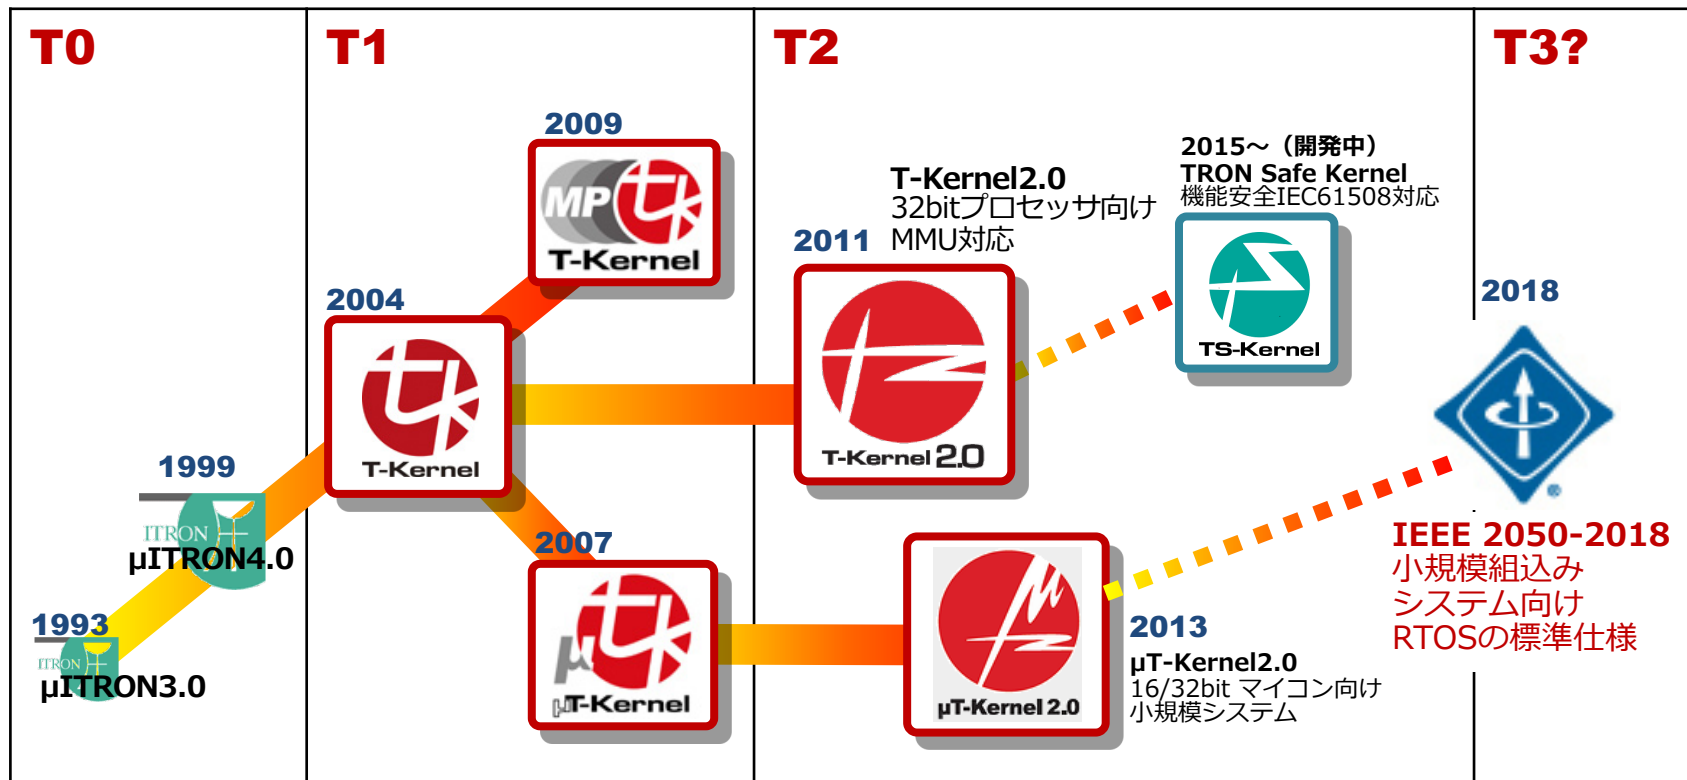 T0
T1
T2
T3?
1993
ITRON
µITRON3.0
1999
ITRON
µITRON4.0
2004
T-Kernel
2009
MP
T-Kernel
2007
µ
µT-Kernel
2011
T-Kernel2.0
32bitプロセッサ向け
MMU対応
T-Kernel 2.0
2015～（開発中）
TRON Safe Kernel
機能安全IEC61508対応
TS-Kernel
µT-Kernel 2.0
2013
µT-Kernel2.0
16/32bit マイコン向け
小規模システム
2018
®
IEEE 2050-2018
小規模組込み
システム向け
RTOSの標準仕様